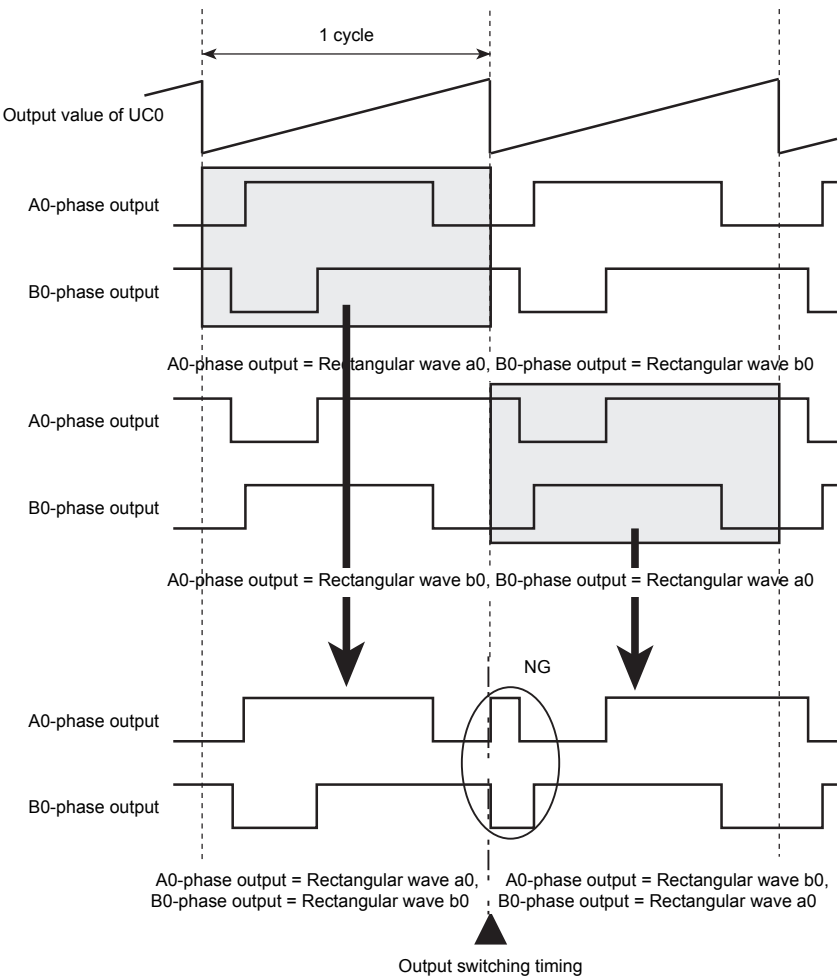 1 cycle
Output value of UC0
A0-phase output
B0-phase output
A0-phase output = Rectangular wave a0, B0-phase output = Rectangular wave b0
A0-phase output
B0-phase output
A0-phase output = Rectangular wave b0, B0-phase output = Rectangular wave a0
NG
A0-phase output
B0-phase output
A0-phase output = Rectangular wave a0,
B0-phase output = Rectangular wave b0
A0-phase output = Rectangular wave b0,
B0-phase output = Rectangular wave a0
Output switching timing